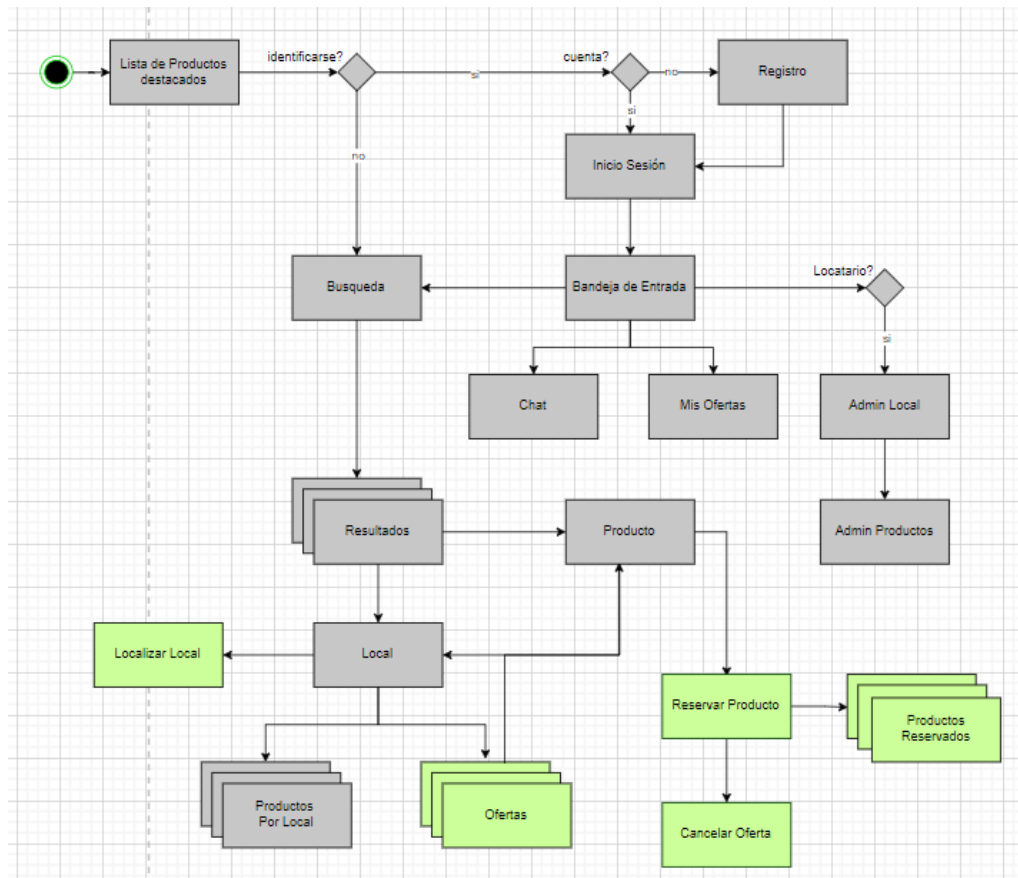 identificarse?
cuenta?
Lista de Productos
destacados
si
no
Registro
si
no
Inicio Sesión
Locatario?
Busqueda
Bandeja de Entrada
si
Chat
Mis Ofertas
Admin Local
Resultados
Producto
Admin Productos
Localizar Local
Local
Reservar Producto
Productos
Reservados
Productos
Por Local
Ofertas
Cancelar Oferta